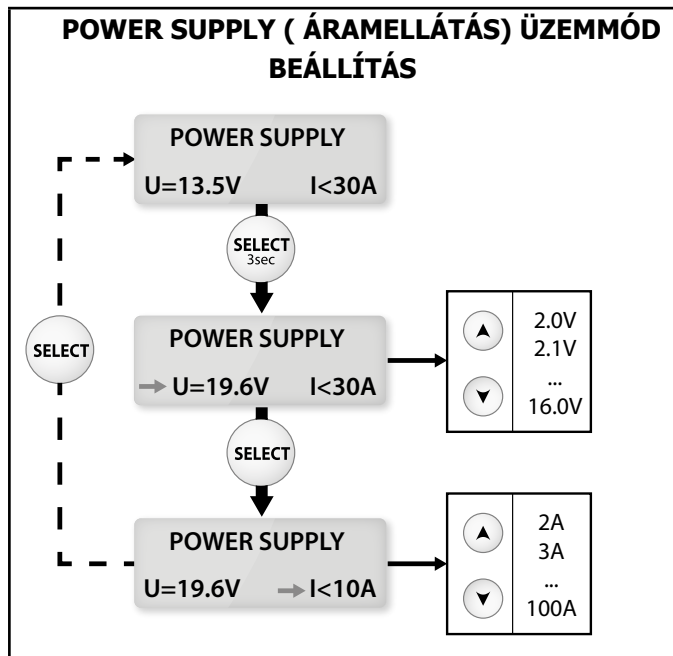 POWER SUPPLY ( ÁRAMELLÁTÁS) ÜZEMMÓD
BEÁLLÍTÁS
POWER SUPPLY
U=13.5V I<30A
SELECT
3sec
SELECT
POWER SUPPLY
U=19.6V I<30A
2.0V
2.1V
...
16.0V
SELECT
POWER SUPPLY
U=19.6V I<10A
2A
3A
...
100A